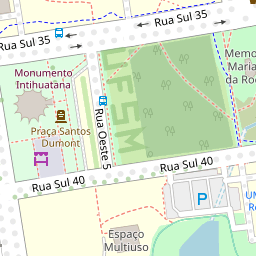 Rua Sul 35
Rua Sul 35
Monumento
Intihuatana
Memo
Maria
da Ro
Praça Santos
Dumont
Rua Oeste 5
UFSM
Rua Sul 40
Rua Sul 40
P
UN
M
Espaço
Multiuso